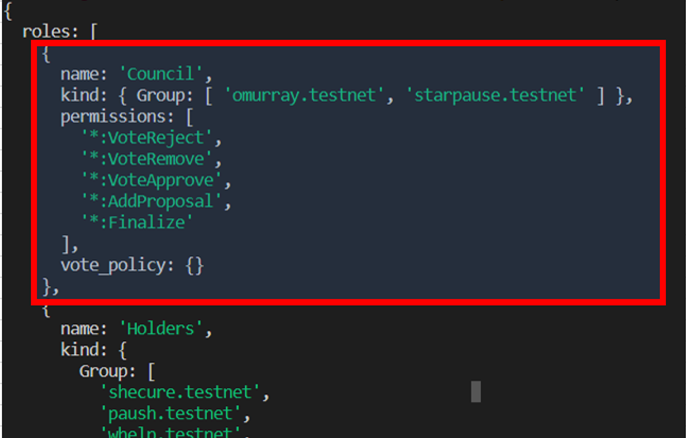 {
roles: [
{
name: 'Council',
kind: { Group: [ 'omurray.testnet', 'starpause.testnet' ] },
permissions: [
'*:VoteReject',
'*:VoteRemove',
'*:VoteApprove',
'*:AddProposal',
'*:Finalize'
],
vote_policy: {}
},
{
name: 'Holders',
kind: {
Group: [
'shecure.testnet',
'paush.testnet',
'wheln.testnet',